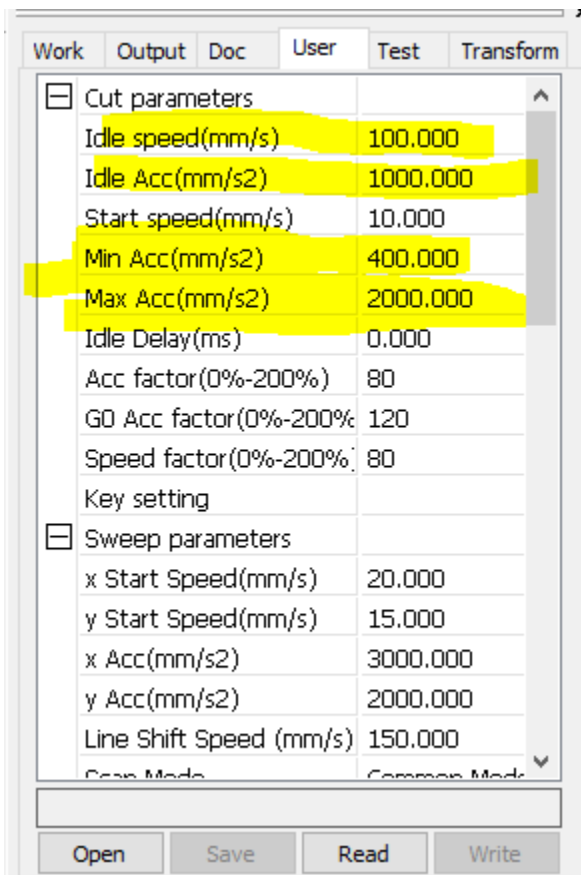 Work Output Doc User Test Transform
Cut parameters
Idle speed(mm/s) 100.000
Idle Acc(mm/s2) 1000.000
Start speed(mm/s) 10.000
Min Acc(mm/s2) 400.000
Max Acc(mm/s2) 2000.000
Idle Delay(ms) 0.000
Acc factor(0%-200%) 80
G0 Acc factor(0%-200% 120
Speed factor(0%-200%) 80
Key setting
Sweep parameters
x Start Speed(mm/s) 20.000
y Start Speed(mm/s) 15.000
x Acc(mm/s2) 3000.000
y Acc(mm/s2) 2000.000
Line Shift Speed (mm/s) 150.000
Scan Mode Common Mode
Open Save Read Write